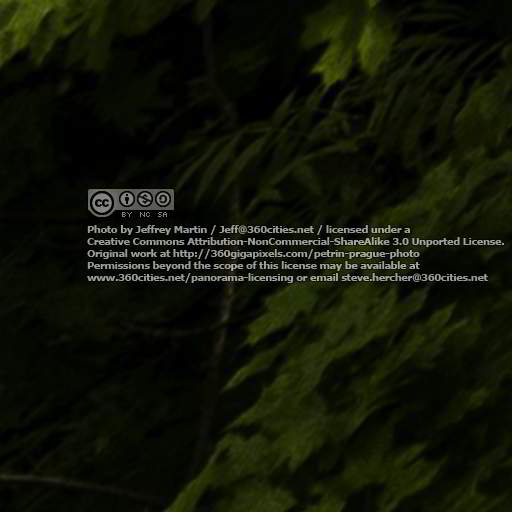 cc
BY NC SA
Photo by Jeffrey Martin / Jeff@360cities.net / licensed under a
Creative Commons Attribution-NonCommercial-ShareAlike 3.0 Unported License.
Original work at http://360gigapixels.com/petrin-prague-photo
Permissions beyond the scope of this license may be available at
www.360cities.net/panorama-licensing or email steve.hercher@360cities.net